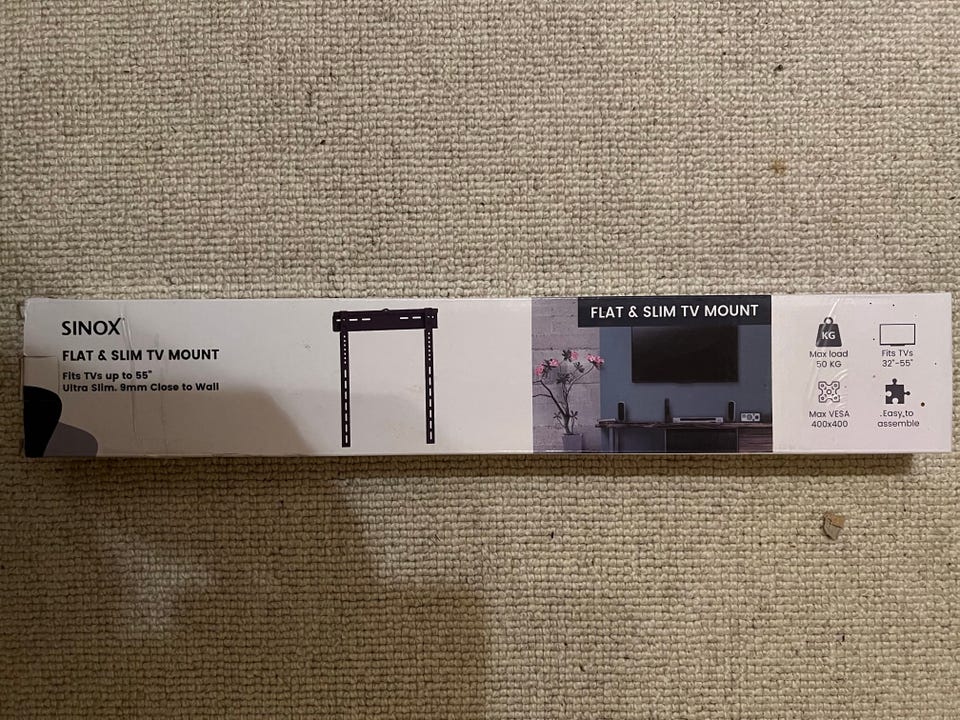 SINOX
FLAT & SLIM TV MOUNT
Fits TVs up to 55"
Ultra Slim. 9mm Close to Wall
FLAT & SLIM TV MOUNT
KG
Max load
50 KG
Fits TVs
32"-55"
Max VESA
400x400
Easy to
assemble